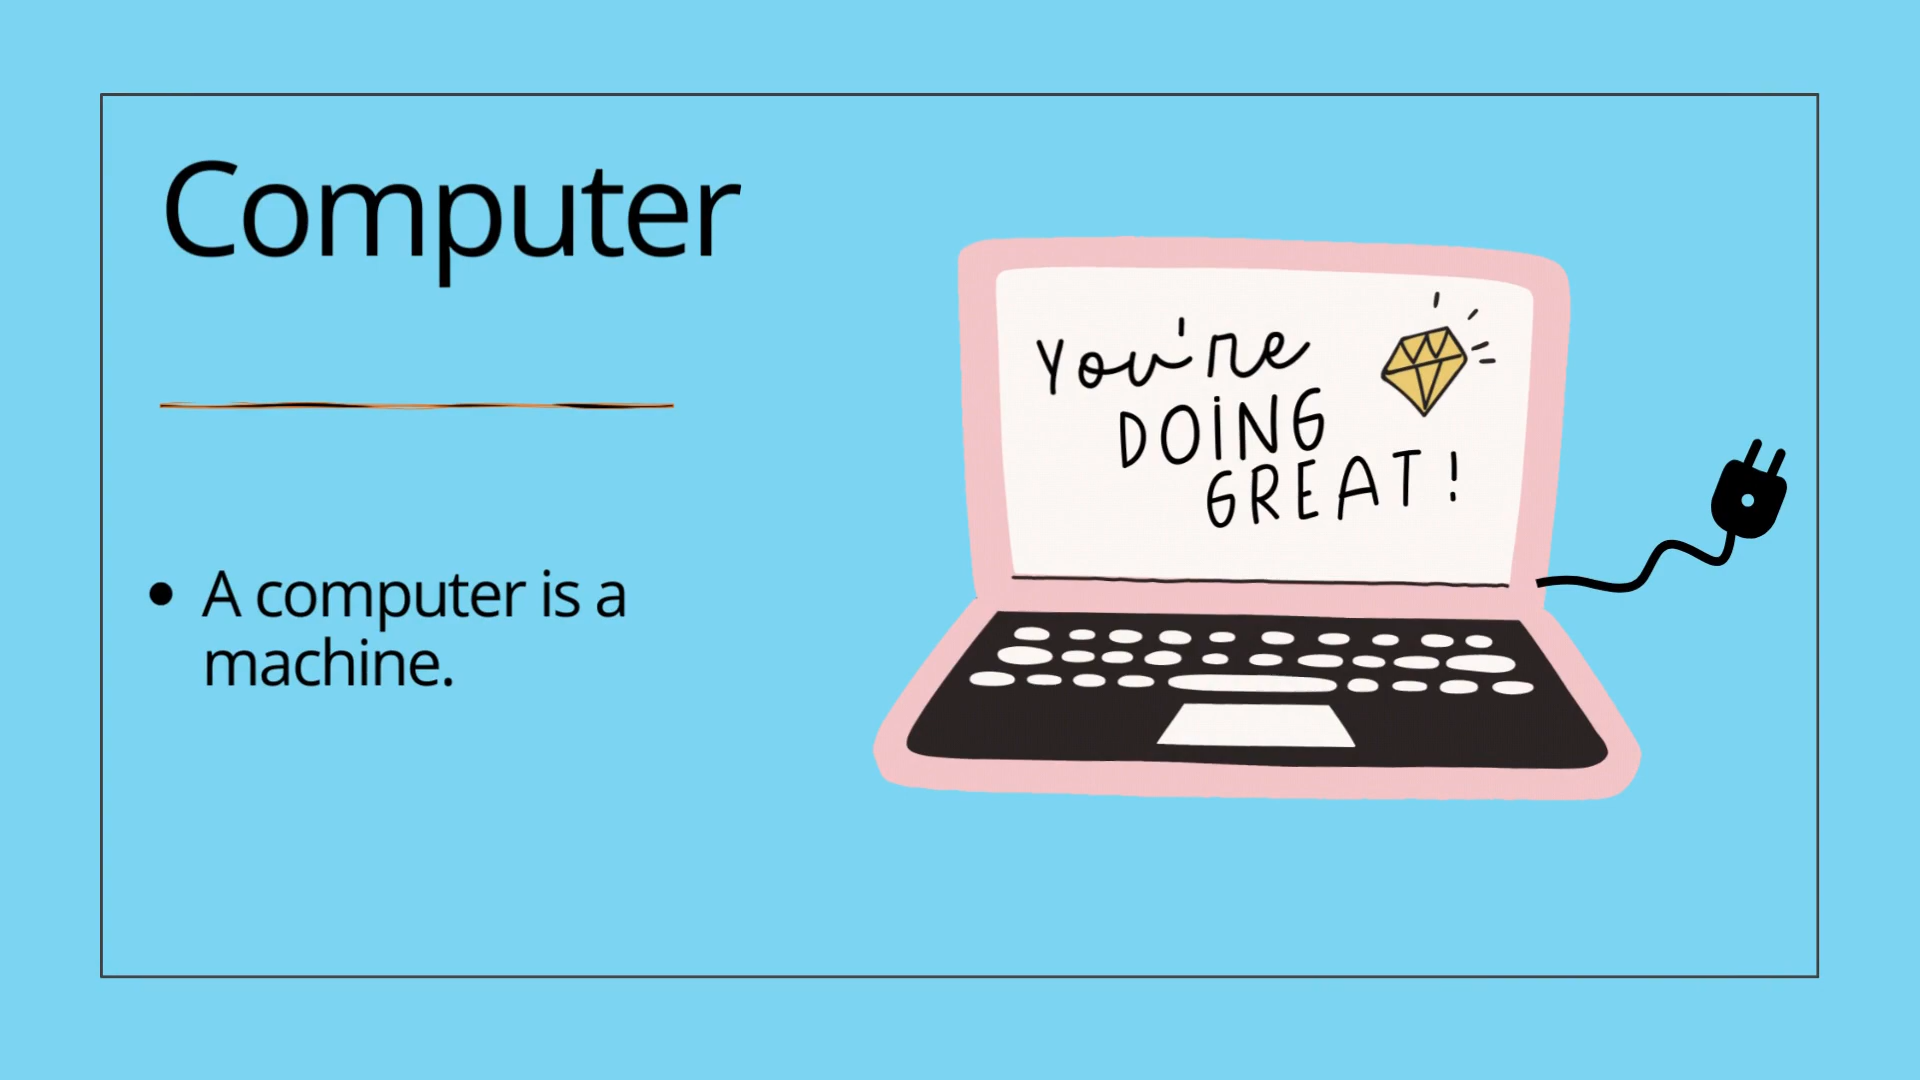 Computer
• A computer is a
machine.
You're
DOING
GREAT!